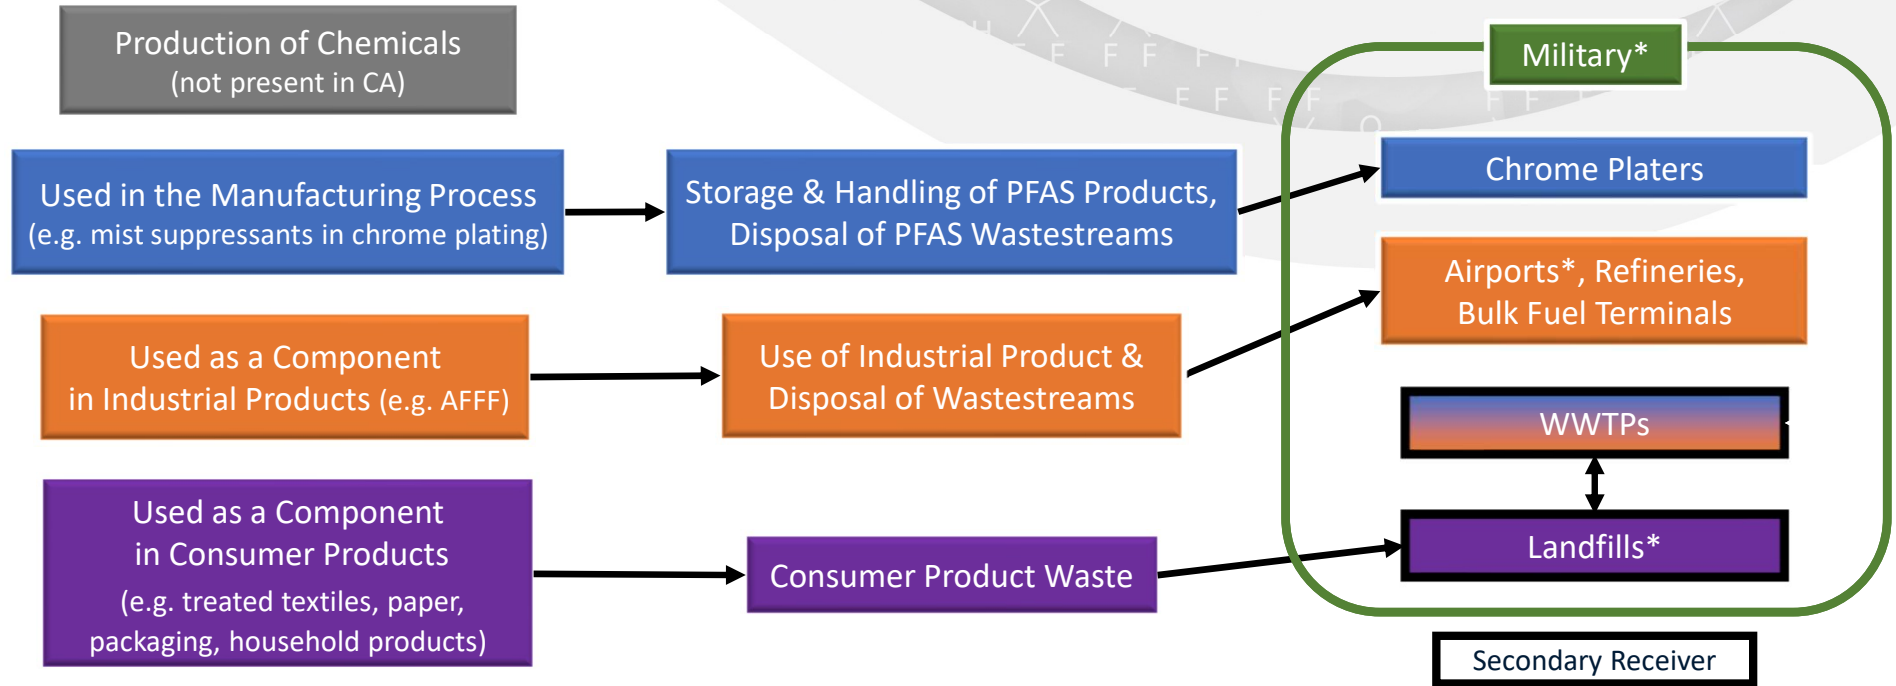 Production of Chemicals
(not present in CA)
Military*
Used in the Manufacturing Process
(e.g. mist suppressants in chrome plating)
Storage & Handling of PFAS Products,
Disposal of PFAS Wastestreams
Chrome Platers
Used as a Component
in Industrial Products (e.g. AFFF)
Use of Industrial Product &
Disposal of Wastestreams
Airports*, Refineries,
Bulk Fuel Terminals
WWTPs
Used as a Component
in Consumer Products
(e.g. treated textiles, paper,
packaging, household products)
Consumer Product Waste
Landfills*
Secondary Receiver